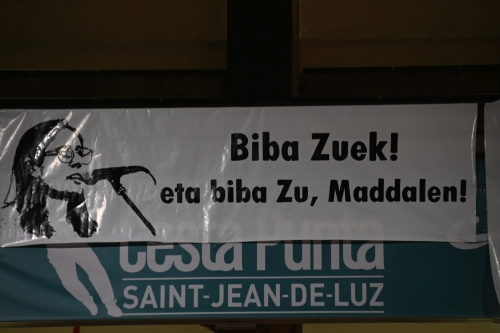 Biba Zuek!
eta biba Zu, Maddalen!
Cesta Punta
SAINT-JEAN-DE-LUZ